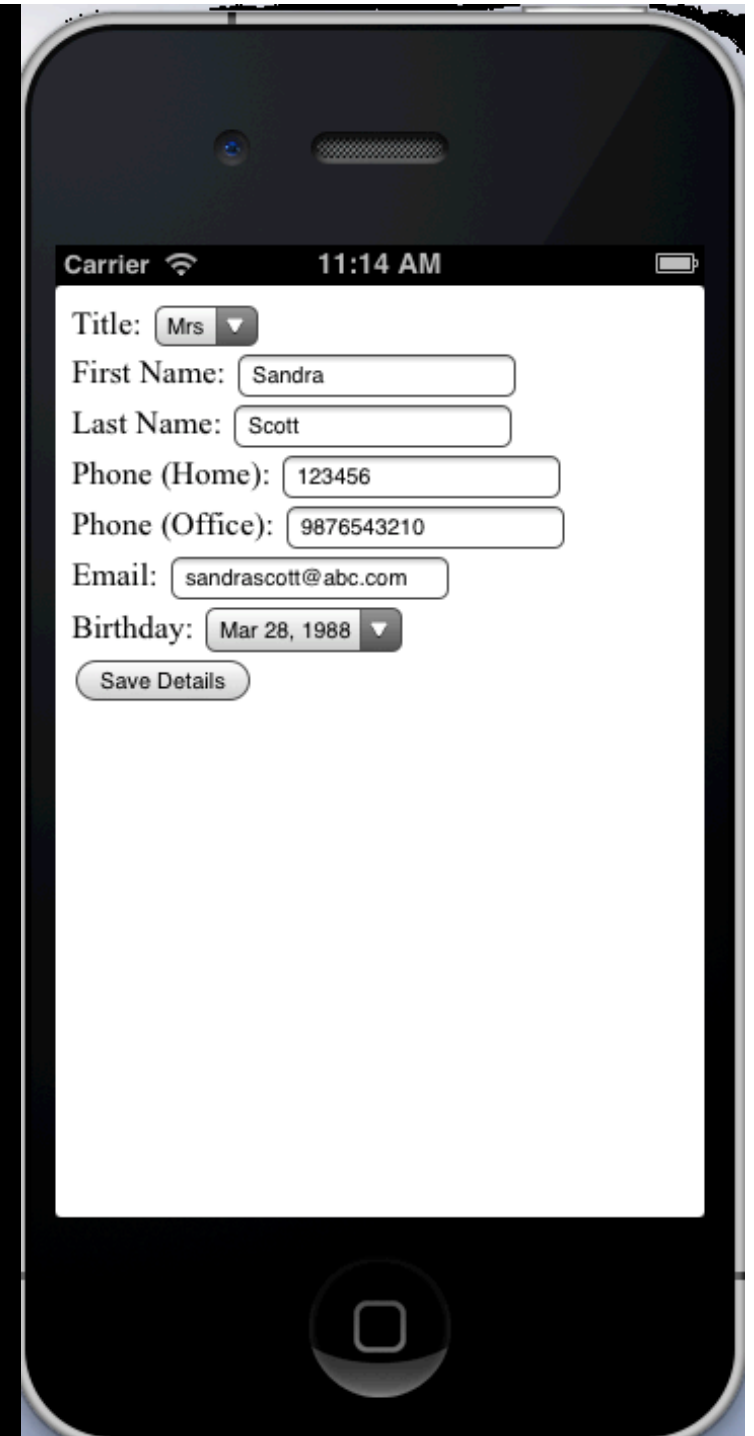 Carrier 11:14 AM
Title: Mrs
First Name: Sandra
Last Name: Scott
Phone (Home): 123456
Phone (Office): 9876543210
Email: sandrascott@abc.com
Birthday: Mar 28, 1988
Save Details